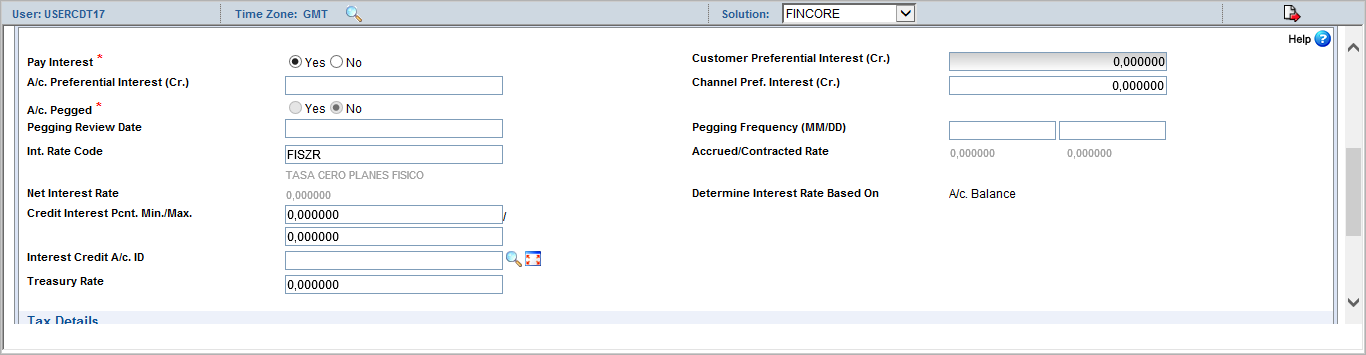 User: USERCDT17 Time Zone: GMT Solution: FINCORE
Help ?
Pay Interest * Yes No Customer Preferential Interest (Cr.) 0,000000
A/c. Preferential Interest (Cr.) Channel Pref. Interest (Cr.) 0,000000
A/c. Pegged * Yes No
Pegging Review Date Pegging Frequency (MM/DD)
Int. Rate Code FISZR Accrued/Contracted Rate 0,000000 0,000000
TASA CERO PLANES FISICO
Net Interest Rate 0,000000 Determine Interest Rate Based On A/c. Balance
Credit Interest Pcnt. Min./Max. 0,000000 /
0,000000
Interest Credit A/c. ID
Treasury Rate 0,000000
Tax Details